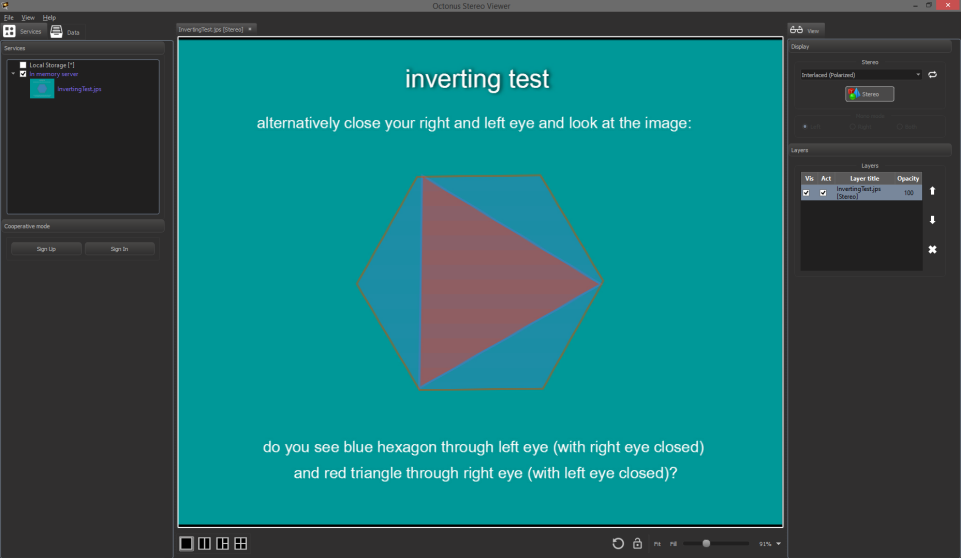 Octonus Stereo Viewer
File View Help
Services Data
InvertingTest.jps [Stereo]
View
Services
Display
Local Storage [*]
In memory server
InvertingTest.jps
Stereo
Interlaced (Polarized)
Stereo
inverting test
alternatively close your right and left eye and look at the image:
Layers
Layers
Vis Act Layer title Opacity
InvertingTest.jps
[Stereo]
100
Cooperative mode
Sign Up Sign In
do you see blue hexagon through left eye (with right eye closed)
and red triangle through right eye (with left eye closed)?
Fit Fill 91%